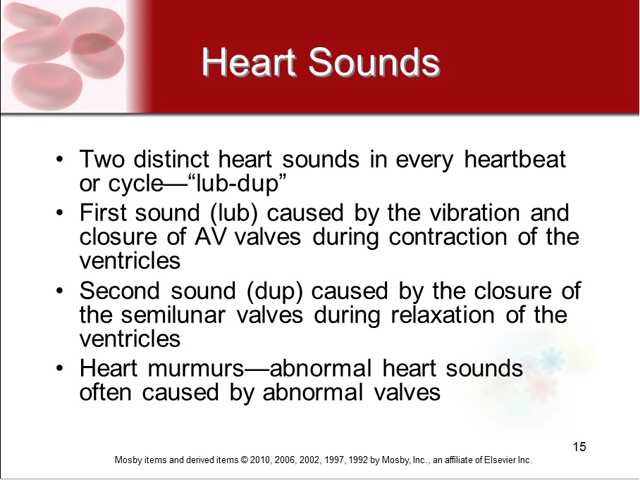 Heart Sounds
• Two distinct heart sounds in every heartbeat
or cycle—“lub-dup”
• First sound (lub) caused by the vibration and
closure of AV valves during contraction of the
ventricles
• Second sound (dup) caused by the closure of
the semilunar valves during relaxation of the
ventricles
• Heart murmurs—abnormal heart sounds
often caused by abnormal valves
15
Mosby items and derived items © 2010, 2006, 2002, 1997, 1992 by Mosby, Inc., an affiliate of Elsevier Inc.